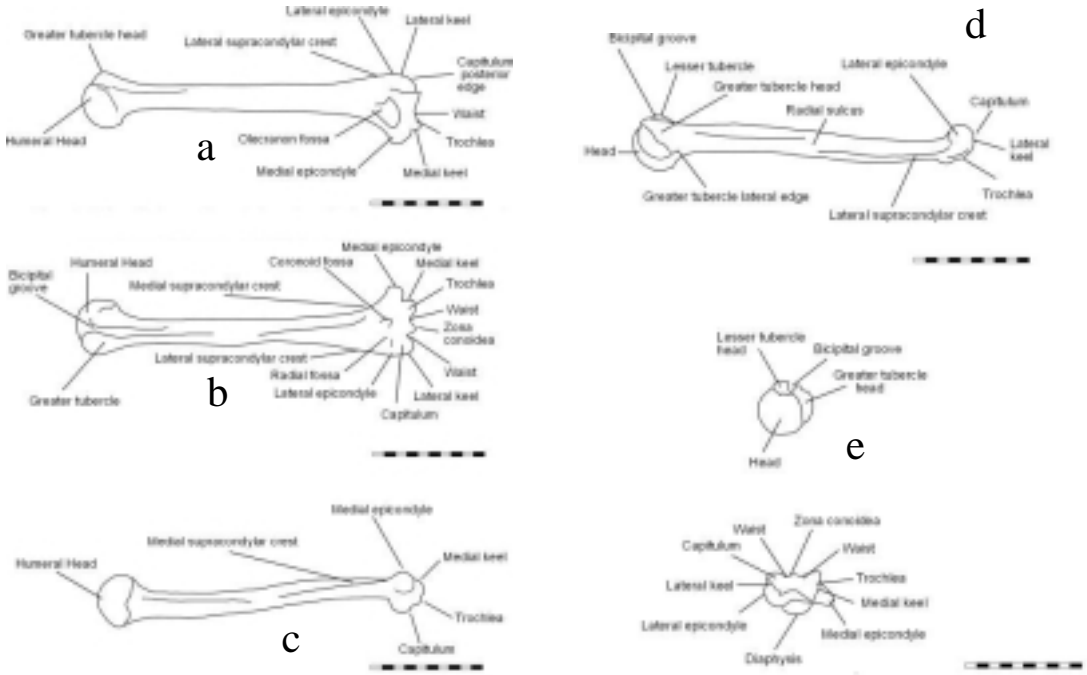 Lateral epicondyle
Lateral keel
Greater tubercle head
Lateral supracondylar crest
Capitulum
posterior
edge
Waist
Trochlea
Humeral Head
Olecranon fossa
Medial epicondyle
Medial keel
a
Medial epicondyle
Medial keel
Coronoid fossa
Humeral Head
Bicipital
groove
Medial supracondylar crest
Trochlea
Waist
Zona
conoidea
Lateral supracondylar crest
Radial fossa
Waist
Lateral epicondyle
Lateral keel
Greater tubercle
Capitulum
b
Medial epicondyle
Medial supracondylar crest
Medial keel
Humeral Head
Trochlea
Capitulum
c
d
Bicipital groove
Lesser tubercle
Lateral epicondyle
Greater tubercle head
Radial sulcus
Capitulum
Head
Lateral
keel
Greater tubercle lateral edge
Trochlea
Lateral supracondylar crest
Lesser tubercle
head
Bicipital groove
Greater tubercle
head
Head
e
Zona conoidea
Waist
Capitulum
Waist
Lateral keel
Trochlea
Medial keel
Lateral epicondyle
Medial epicondyle
Diaphysis